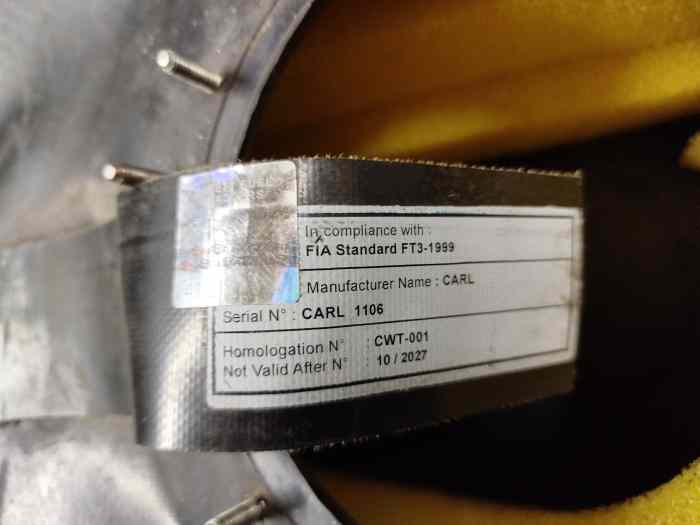 In compliance with :
FIA Standard FT3-1999
Manufacturer Name : CARL
Serial N° : CARL 1106
Homologation N° : CWT-001
Not Valid After N° : 10 / 2027